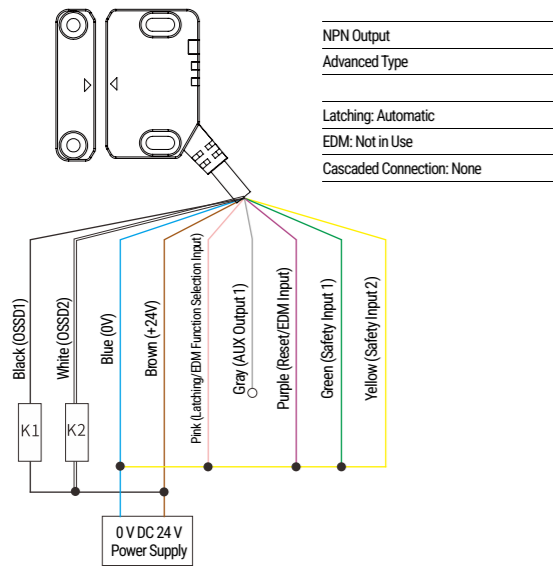 NPN Output
Advanced Type
Latching: Automatic
EDM: Not in Use
Cascaded Connection: None
Black (OSSD1)
White (OSSD2)
Blue (0V)
Brown (+24V)
Pink (Latching/EDM Function Selection Input)
Gray (AUX Output 1)
Purple (Reset/EDM Input)
Green (Safety Input 1)
Yellow (Safety Input 2)
K1
K2
0 V DC 24 V
Power Supply